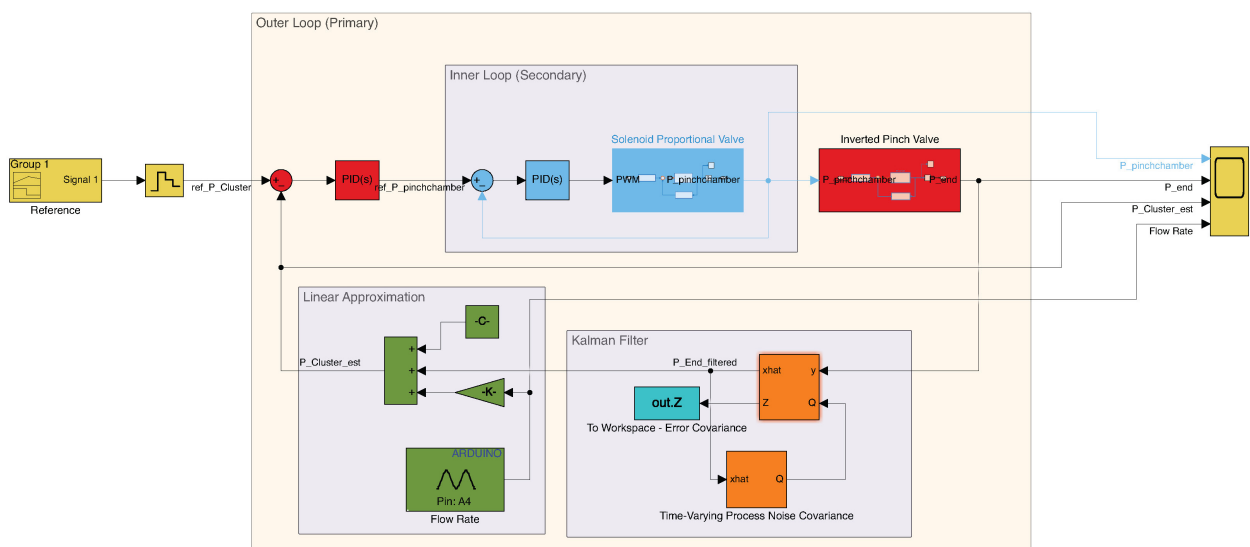 Outer Loop (Primary)
Inner Loop (Secondary)
Group 1
Signal 1
Reference
ref_P_Cluster
+
-
PID(s)
ref_P_pinchchamber
+
-
PID(s)
Solenoid Proportional Valve
PWM
P_pinchchamber
Inverted Pinch Valve
P_pinchchamber
P_end
P_pinchchamber
P_end
P_Cluster_est
Flow Rate
Linear Approximation
-C-
P_Cluster_est
+
+
+
-K-
ARDUINO
Pin: A4
Flow Rate
Kalman Filter
P_End_filtered
xhat
y
Z
Q
out.Z
To Workspace - Error Covariance
xhat
Q
Time-Varying Process Noise Covariance